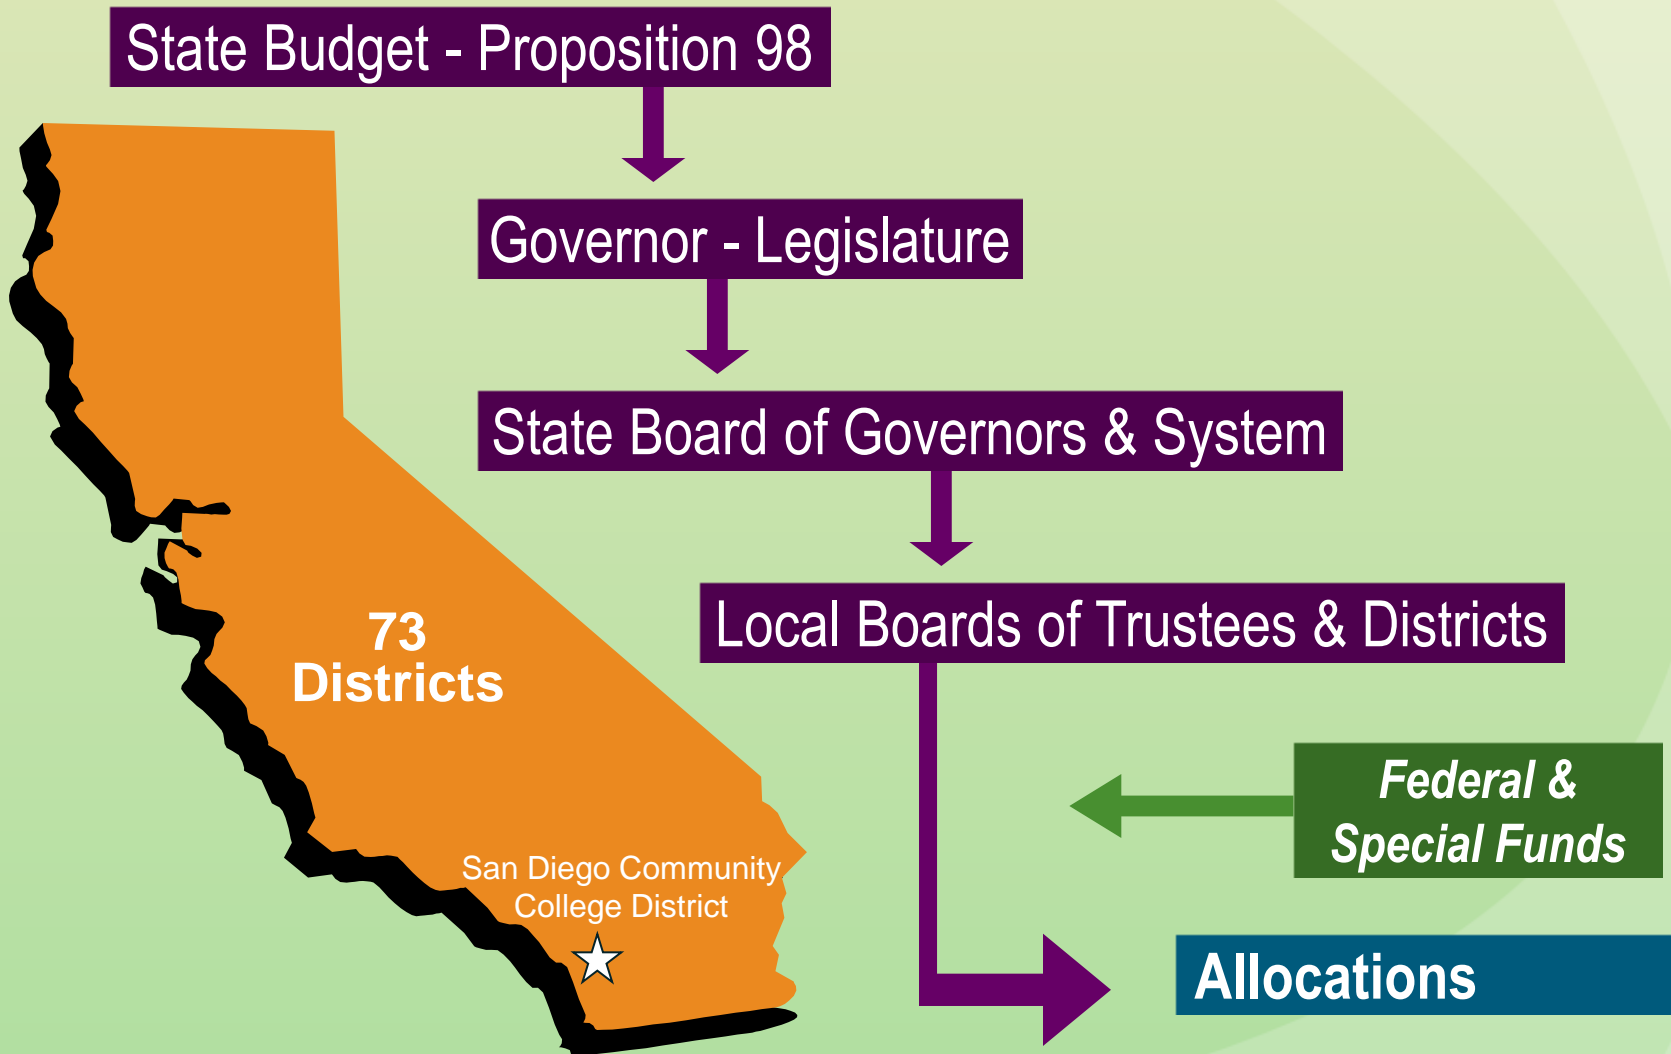 State Budget - Proposition 98
Governor - Legislature
State Board of Governors & System
Local Boards of Trustees & Districts
73
Districts
Federal &
Special Funds
San Diego Community
College District
Allocations